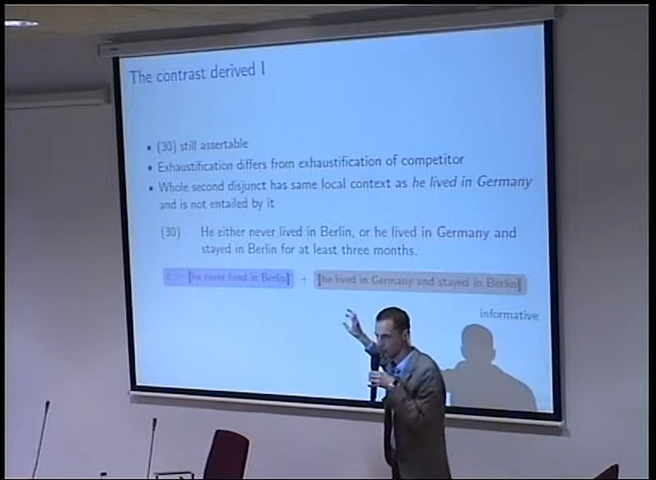 The contrast derived I
• (30) still assertable
• Exhaustification differs from exhaustification of competitor
• Whole second disjunct has same local context as he lived in Germany
and is not entailed by it
(30) He either never lived in Berlin, or he lived in Germany and
stayed in Berlin for at least three months.
[he never lived in Berlin] + [he lived in Germany and stayed in Berlin]
informative